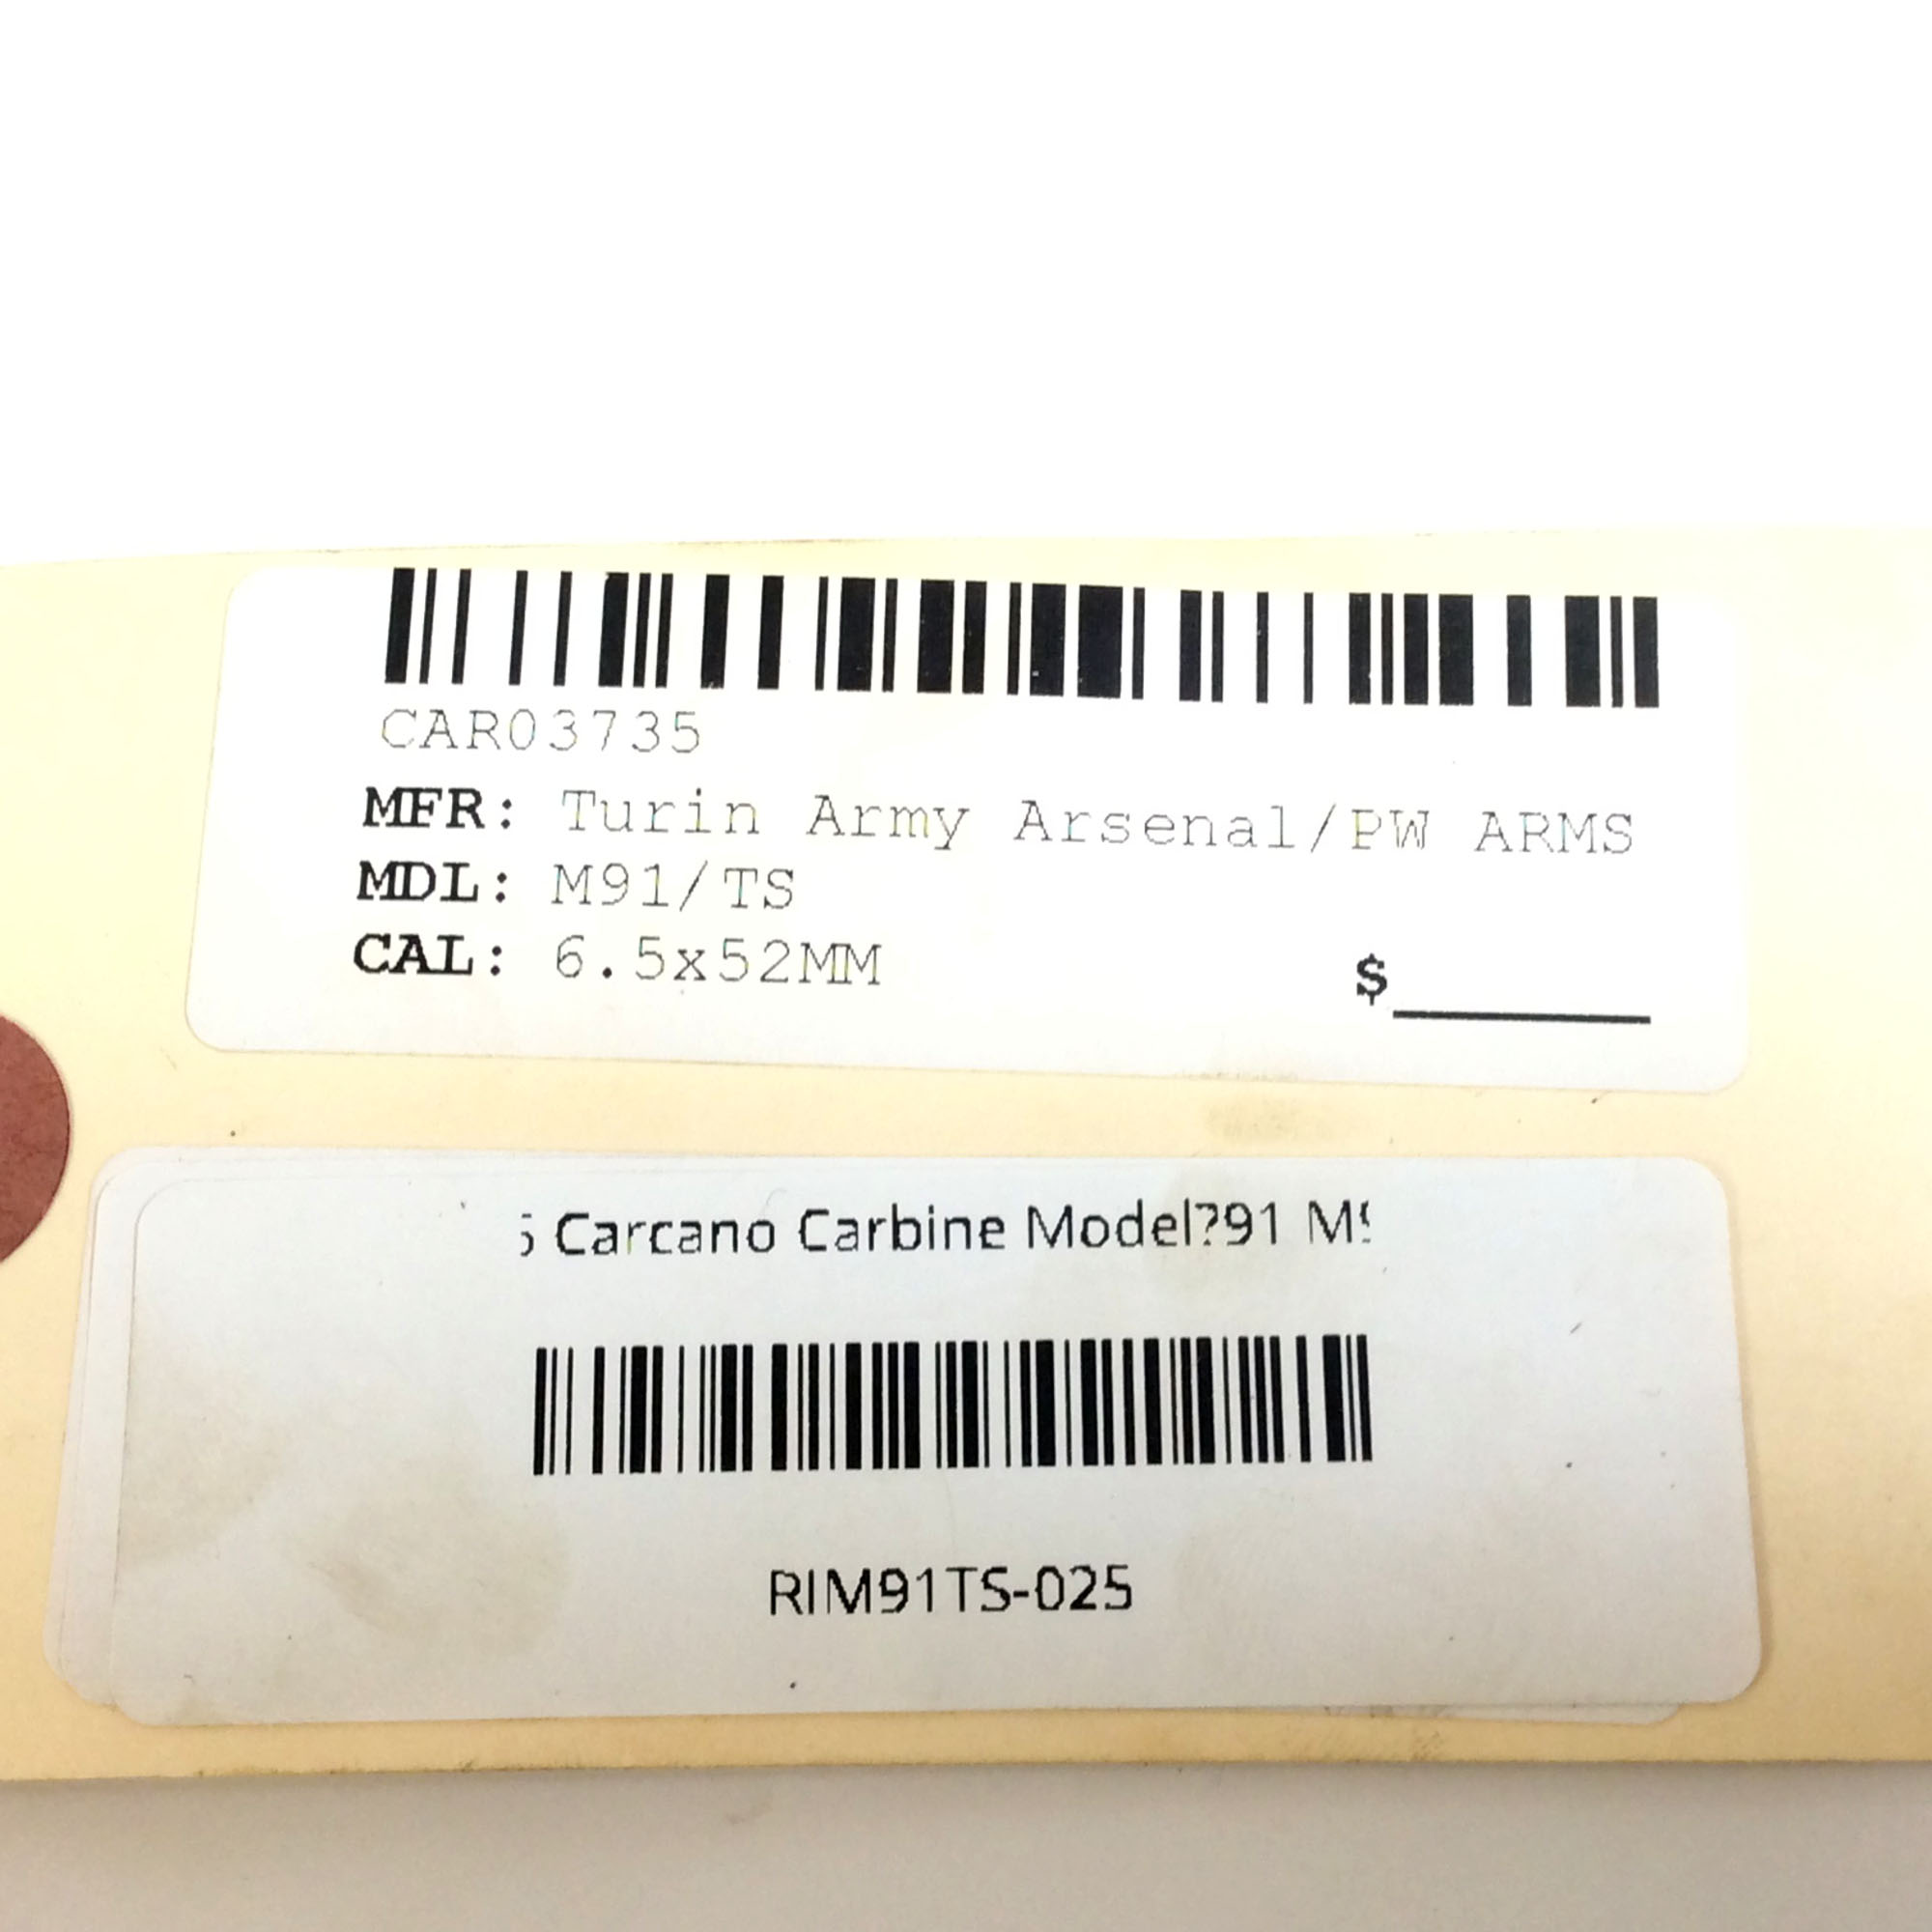 CAR03735
MFR: Turin Army Arsenal/PW ARMS
MDL: M91/TS
CAL: 6.5x52MM
$
Carcano Carbine Model?91
RIM91TS-025